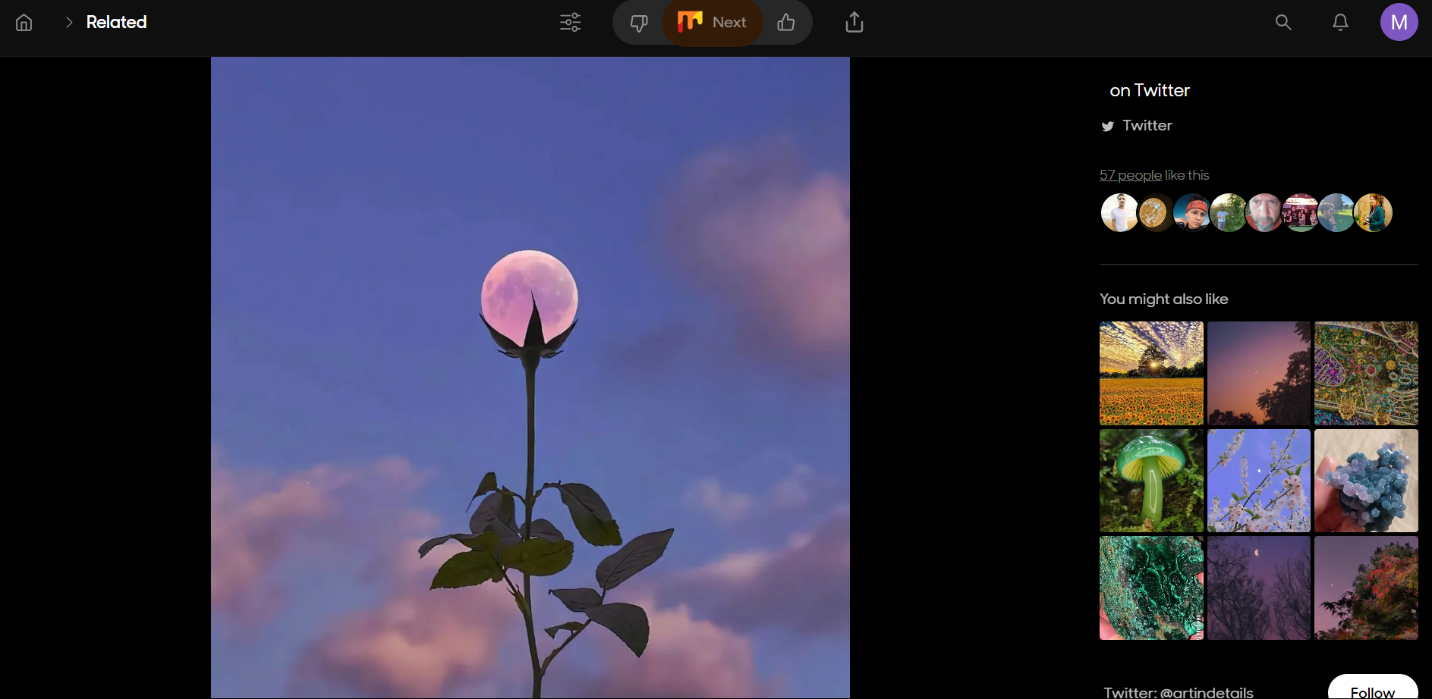 Related
Next
M
on Twitter
Twitter
57 people like this
You might also like
Twitter: @artindetails
Follow